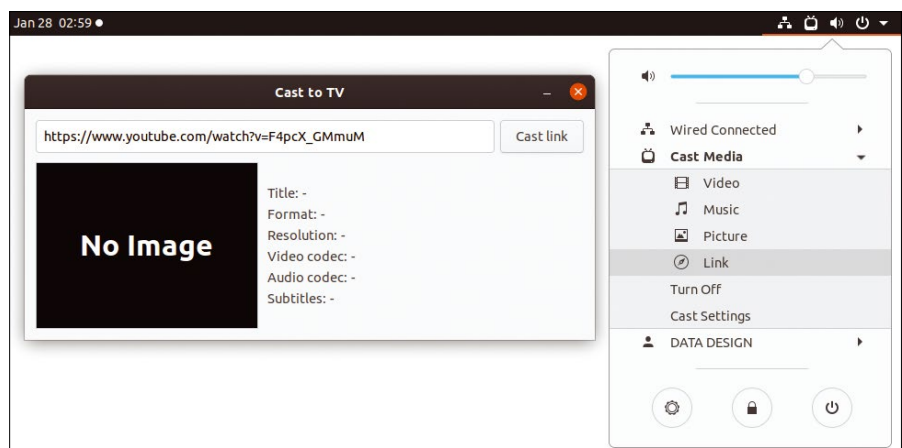 Jan 28 02:59
Cast to TV
https://www.youtube.com/watch?v=F4pcX_GMmuM
Cast link
No Image
Title: -
Format: -
Resolution: -
Video codec: -
Audio codec: -
Subtitles: -
Wired Connected
Cast Media
Video
Music
Picture
Link
Turn Off
Cast Settings
DATA DESIGN